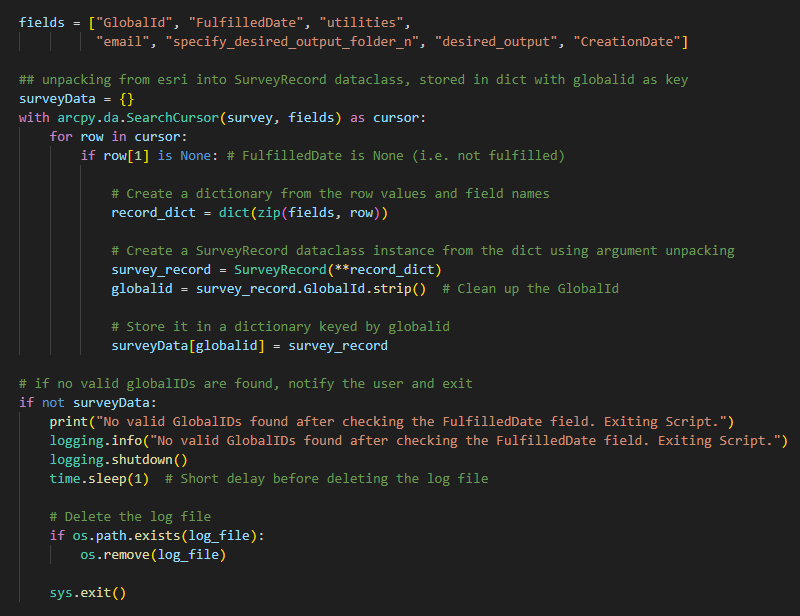 fields = ["GlobalId", "FulfilledDate", "utilities",
"email", "specify_desired_output_folder_n", "desired_output", "CreationDate"]
## unpacking from esri into SurveyRecord dataclass, stored in dict with globalid as key
surveyData = {}
with arcpy.da.SearchCursor(survey, fields) as cursor:
for row in cursor:
if row[1] is None: # FulfilledDate is None (i.e. not fulfilled)
# Create a dictionary from the row values and field names
record_dict = dict(zip(fields, row))
# Create a SurveyRecord dataclass instance from the dict using argument unpacking
survey_record = SurveyRecord(**record_dict)
globalid = survey_record.GlobalId.strip()  # Clean up the GlobalId
# Store it in a dictionary keyed by globalid
surveyData[globalid] = survey_record
# if no valid globalIDs are found, notify the user and exit
if not surveyData:
print("No valid GlobalIDs found after checking the FulfilledDate field. Exiting Script.")
logging.info("No valid GlobalIDs found after checking the FulfilledDate field. Exiting Script.")
logging.shutdown()
time.sleep(1)  # Short delay before deleting the log file
# Delete the log file
if os.path.exists(log_file):
os.remove(log_file)
sys.exit()